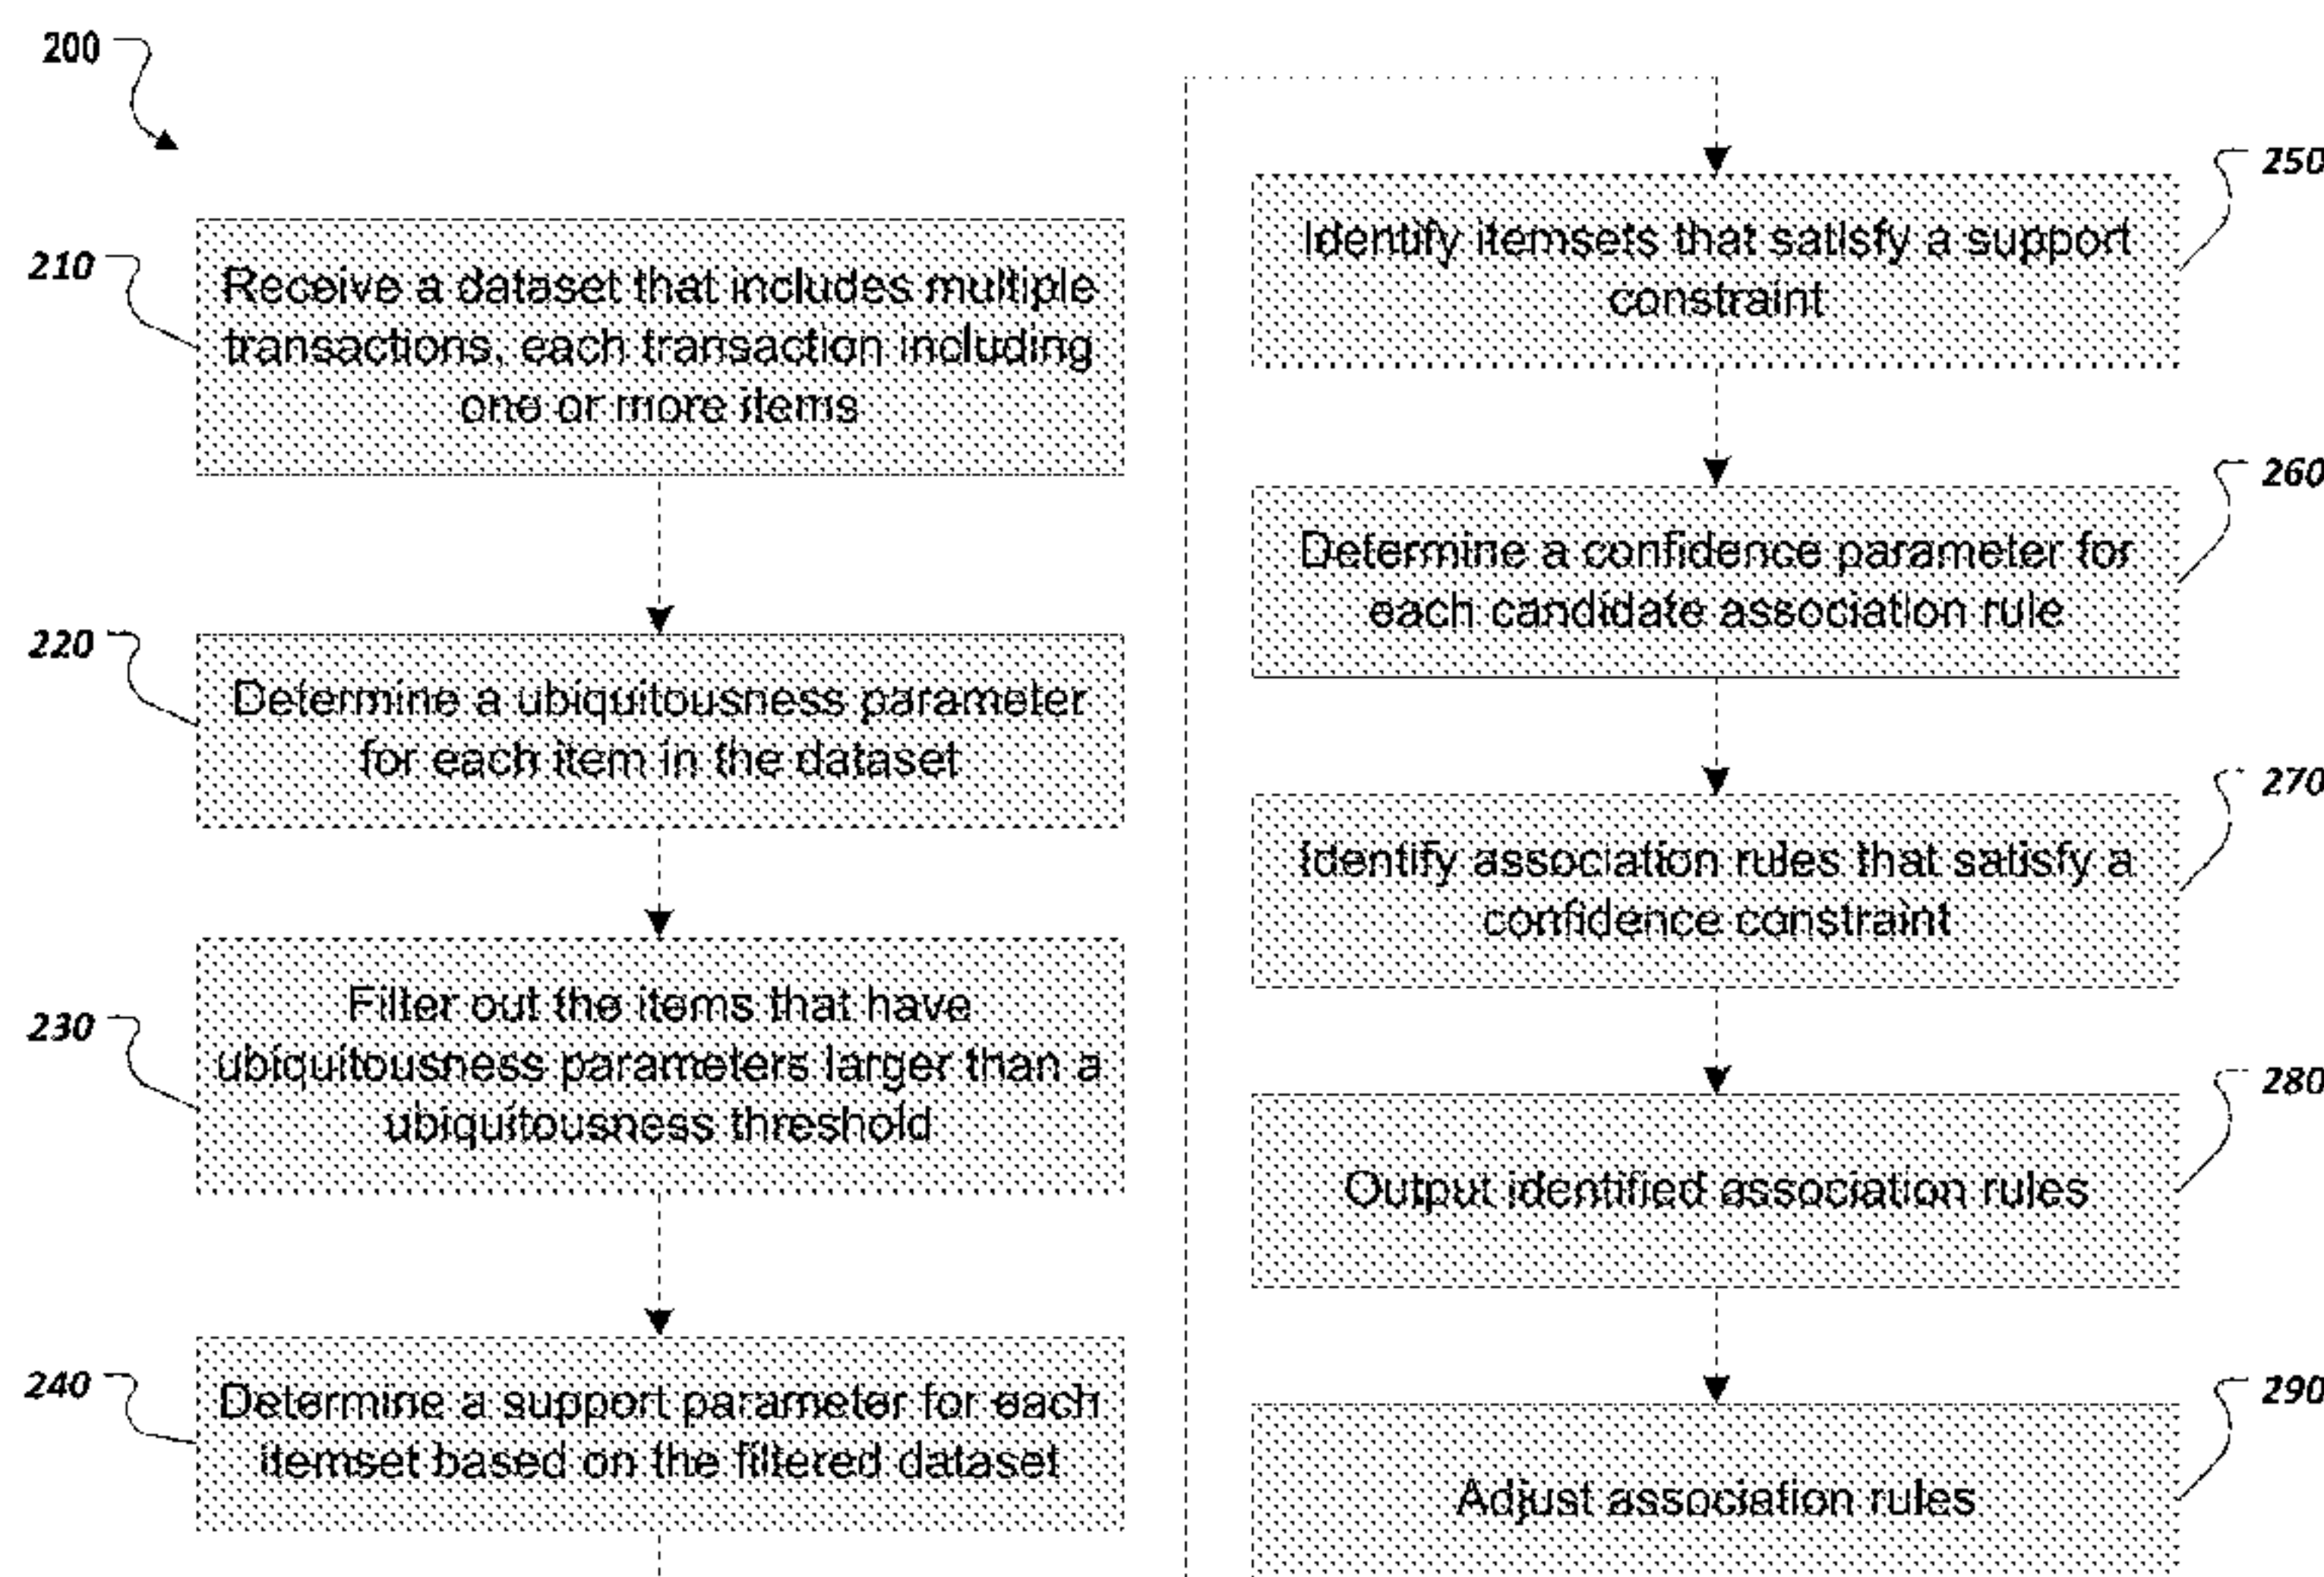 200
210
Receive a dataset that includes multiple
transactions, each transaction including
one or more items
220
Determine a ubiquitousness parameter
for each item in the dataset
230
Filter out the items that have
ubiquitousness parameters larger than a
ubiquitousness threshold
240
Determine a support parameter for each
itemset based on the filtered dataset
250
Identify itemsets that satisfy a support
constraint
260
Determine a confidence parameter for
each candidate association rule
270
Identify association rules that satisfy a
confidence constraint
280
Output identified association rules
290
Adjust association rules